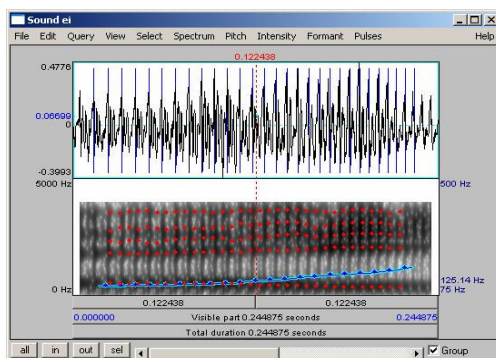 Sound ei
File Edit Query View Select Spectrum Pitch Intensity Formant Pulses Help
0.122438
0.4776
0.06699
0
-0.3993
5000 Hz 500 Hz
125.14 Hz
0 Hz 75 Hz
0.122438 0.122438
0.000000 Visible part 0.244875 seconds 0.244875
Total duration 0.244875 seconds
all in out sel Group